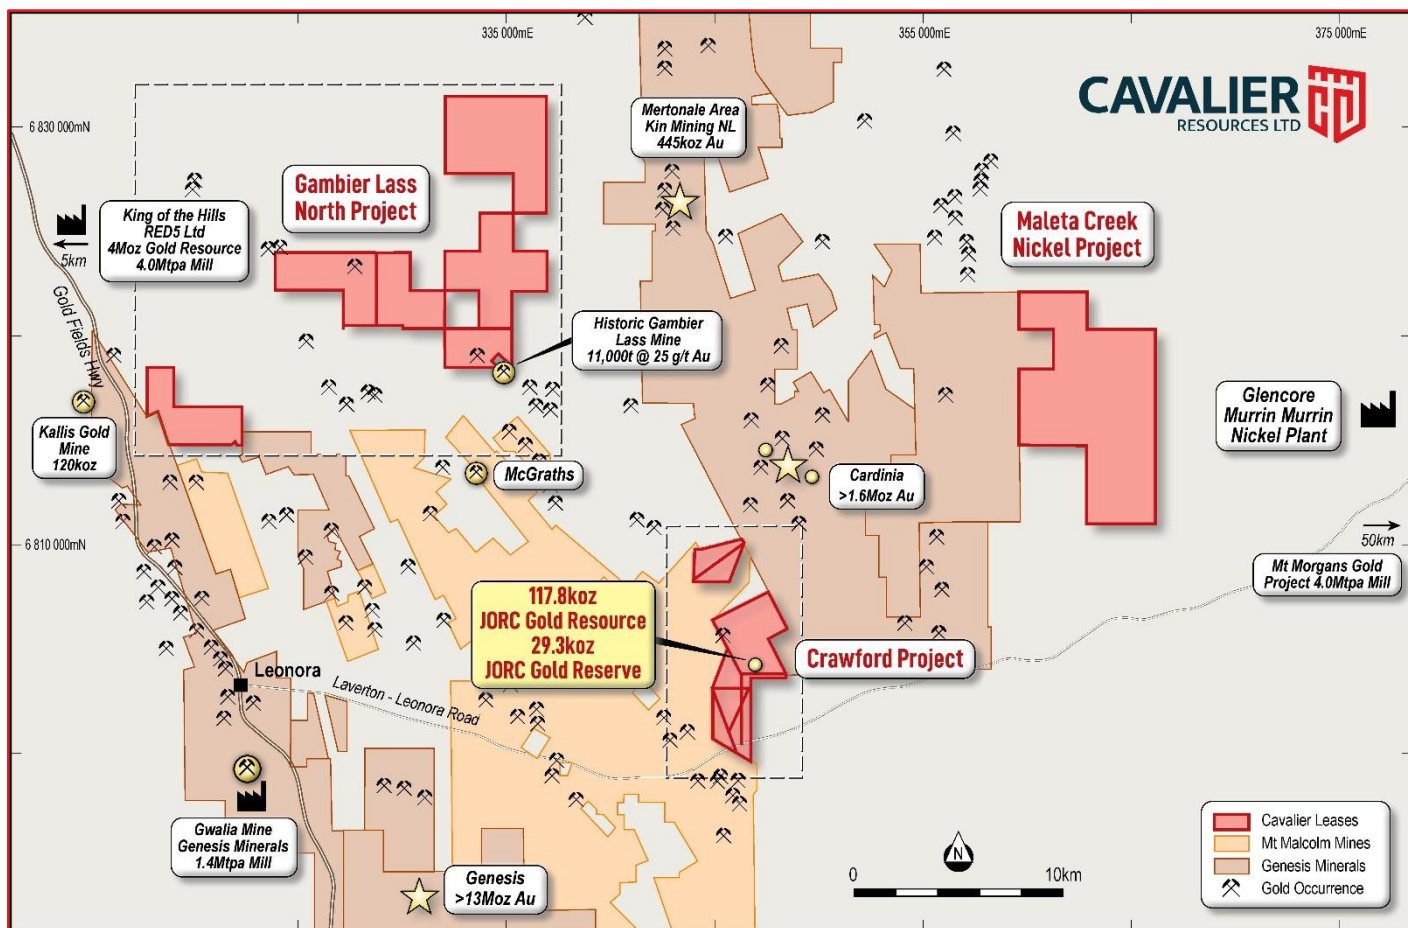 335 000mE
355 000mE
375 000mE
6 830 000mN
6 810 000mN
CAVALIER
RESOURCES LTD
Mertonale Area
Kin Mining NL
445koz Au
Gambier Lass
North Project
King of the Hills
RED5 Ltd
4Moz Gold Resource
4.0Mtpa Mill
5km
Gold Fields Hwy
Maleta Creek
Nickel Project
Historic Gambier
Lass Mine
11,000t @ 25 g/t Au
Kallis Gold
Mine
120koz
Glencore
Murrin Murrin
Nickel Plant
McGraths
Cardinia
>1.6Moz Au
50km
Mt Morgans Gold
Project 4.0Mtpa Mill
117.8koz
JORC Gold Resource
29.3koz
JORC Gold Reserve
Crawford Project
Leonora
Laverton - Leonora Road
Gwalia Mine
Genesis Minerals
1.4Mtpa Mill
Genesis
>13Moz Au
N
0
10km
Cavalier Leases
Mt Malcolm Mines
Genesis Minerals
Gold Occurrence